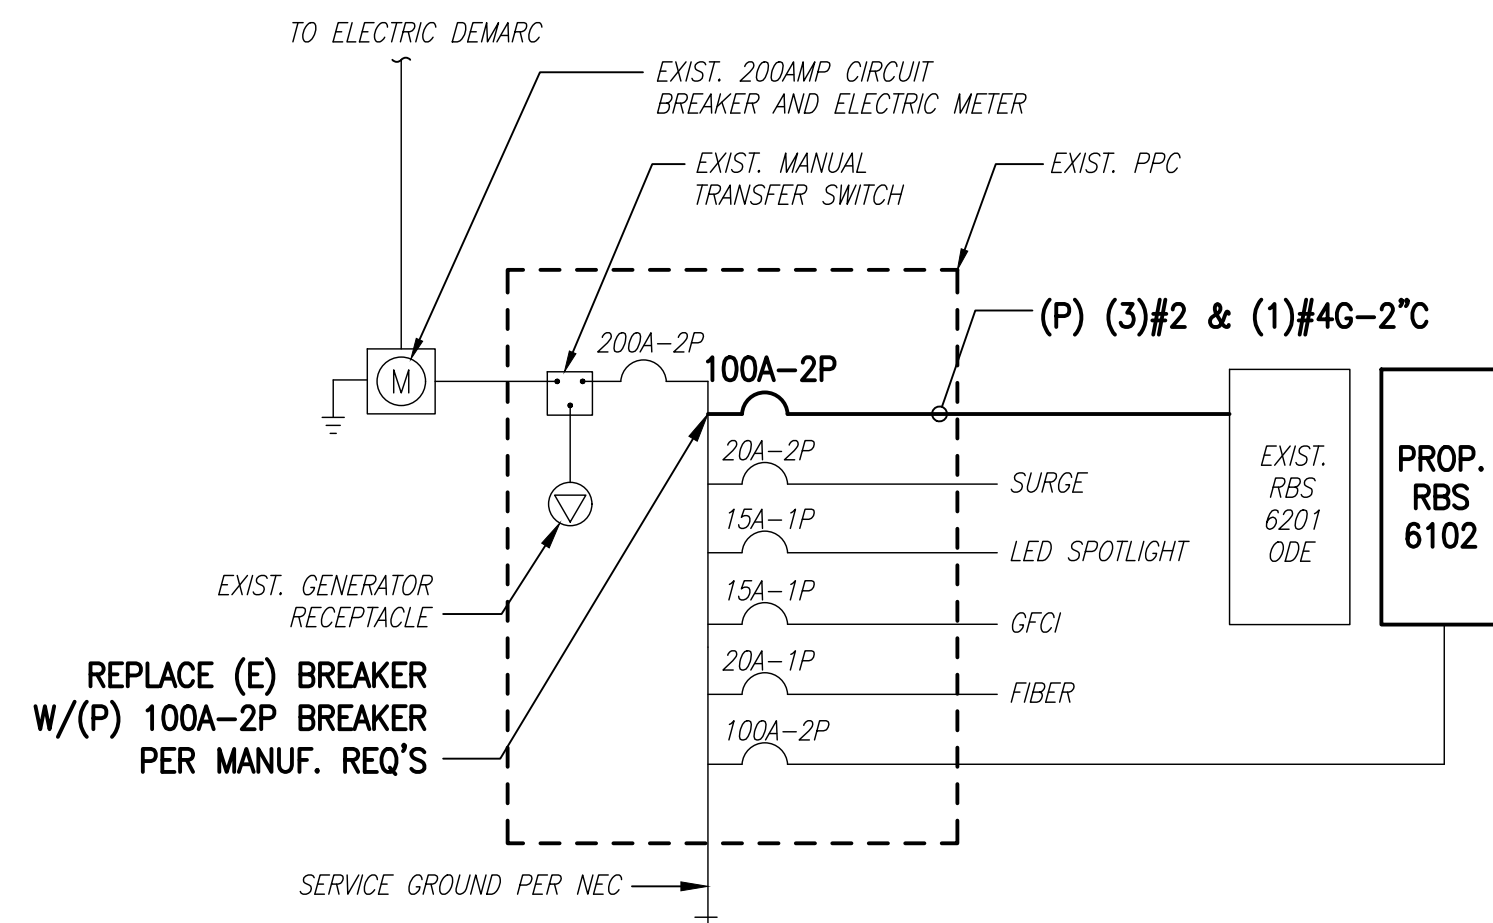 TO ELECTRIC DEMARC
EXIST. 200AMP CIRCUIT
BREAKER AND ELECTRIC METER
EXIST. MANUAL
TRANSFER SWITCH
EXIST. PPC
(P) (3)#2 & (1)#4G-2"C
200A-2P
100A-2P
M
20A-2P
SURGE
15A-1P
LED SPOTLIGHT
15A-1P
GFCI
20A-1P
FIBER
100A-2P
EXIST.
RBS
6201
ODE
PROP.
RBS
6102
EXIST. GENERATOR
RECEPTACLE
REPLACE (E) BREAKER
W/(P) 100A-2P BREAKER
PER MANUF. REQ'S
SERVICE GROUND PER NEC